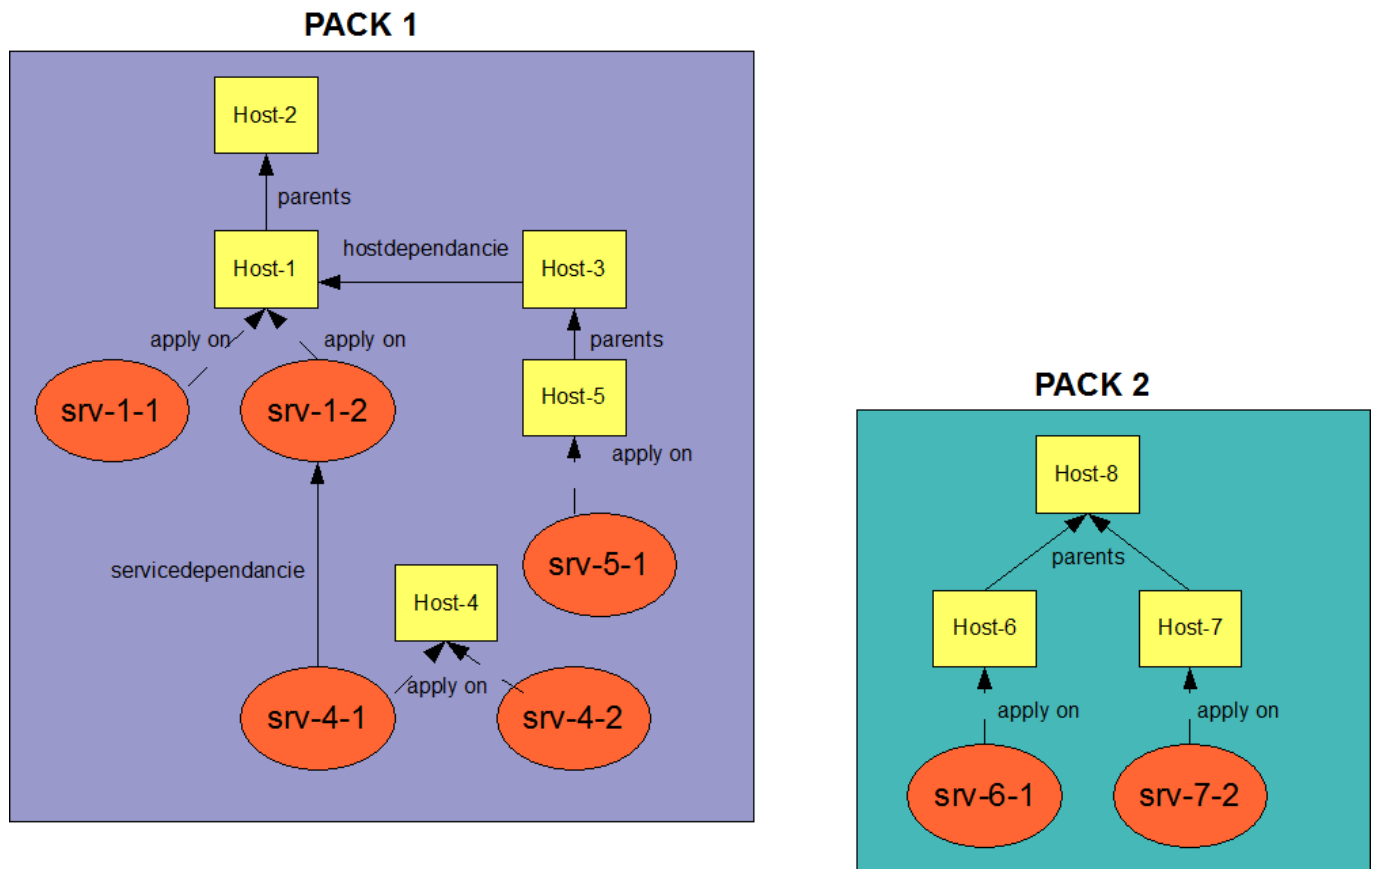 PACK 1
Host-2
parents
hostdependancie
Host-1
Host-3
apply on
apply on
parents
srv-1-1
srv-1-2
Host-5
apply on
servicedependancie
srv-5-1
Host-4
apply on
srv-4-1
srv-4-2
PACK 2
Host-8
parents
Host-6
Host-7
apply on
apply on
srv-6-1
srv-7-2